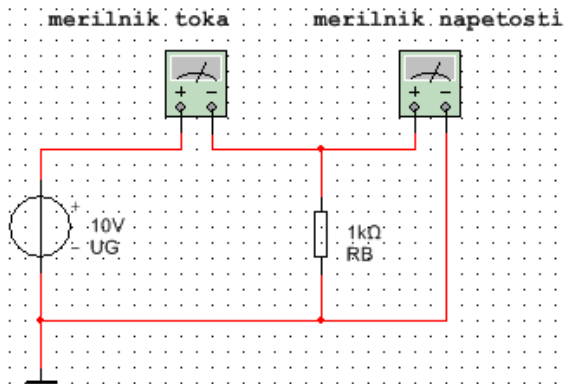 merilnik toka
merilnik napetosti
+ −
+ −
+
10V
− UG
1kΩ
RB